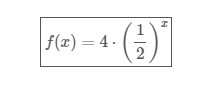 f(x) = 4 · (1/2)^x